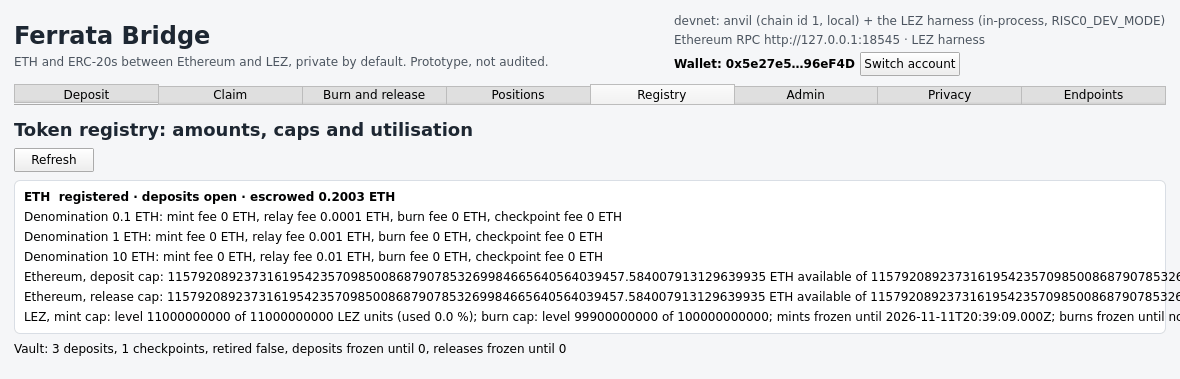 Ferrata Bridge
ETH and ERC-20s between Ethereum and LEZ, private by default. Prototype, not audited.
devnet: anvil (chain id 1, local) + the LEZ harness (in-process, RISC0_DEV_MODE)
Ethereum RPC http://127.0.0.1:18545 · LEZ harness
Wallet: 0x5e27e5…96eF4D Switch account
Deposit Claim Burn and release Positions Registry Admin Privacy Endpoints
Token registry: amounts, caps and utilisation
Refresh
ETH registered · deposits open · escrowed 0.2003 ETH
Denomination 0.1 ETH: mint fee 0 ETH, relay fee 0.0001 ETH, burn fee 0 ETH, checkpoint fee 0 ETH
Denomination 1 ETH: mint fee 0 ETH, relay fee 0.001 ETH, burn fee 0 ETH, checkpoint fee 0 ETH
Denomination 10 ETH: mint fee 0 ETH, relay fee 0.01 ETH, burn fee 0 ETH, checkpoint fee 0 ETH
Ethereum, deposit cap: 115792089237316195423570985008687907853269984665640564039457.584007913129639935 ETH available of 11579208923731619542357098500868790785326
Ethereum, release cap: 115792089237316195423570985008687907853269984665640564039457.584007913129639935 ETH available of 11579208923731619542357098500868790785326
LEZ, mint cap: level 11000000000 of 11000000000 LEZ units (used 0.0 %); burn cap: level 99900000000 of 100000000000; mints frozen until 2026-11-11T20:39:09.000Z; burns frozen until
Vault: 3 deposits, 1 checkpoints, retired false, deposits frozen until 0, releases frozen until 0